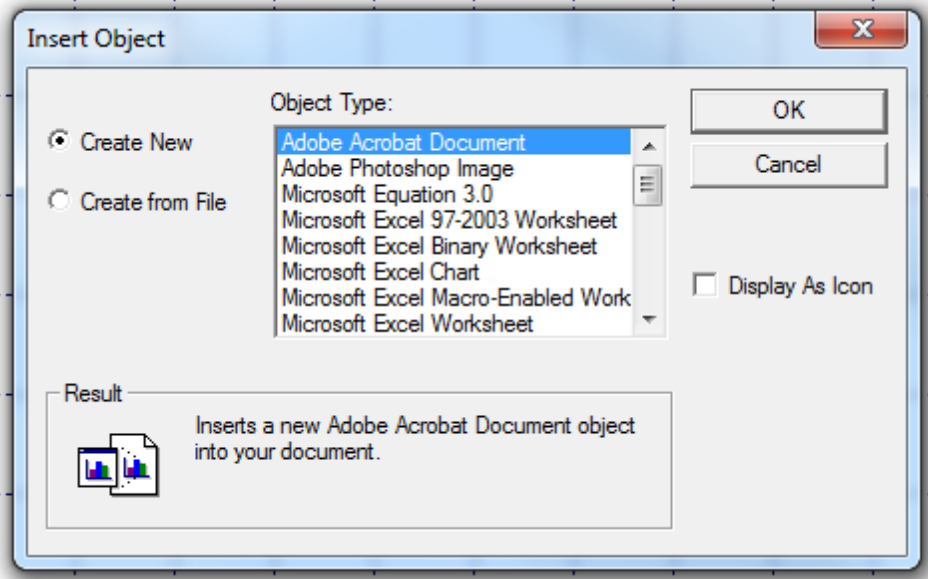 Insert Object
Create New
Create from File
Object Type:
Adobe Acrobat Document
Adobe Photoshop Image
Microsoft Equation 3.0
Microsoft Excel 97-2003 Worksheet
Microsoft Excel Binary Worksheet
Microsoft Excel Chart
Microsoft Excel Macro-Enabled Work
Microsoft Excel Worksheet
OK
Cancel
Display As Icon
Result
Inserts a new Adobe Acrobat Document object
into your document.